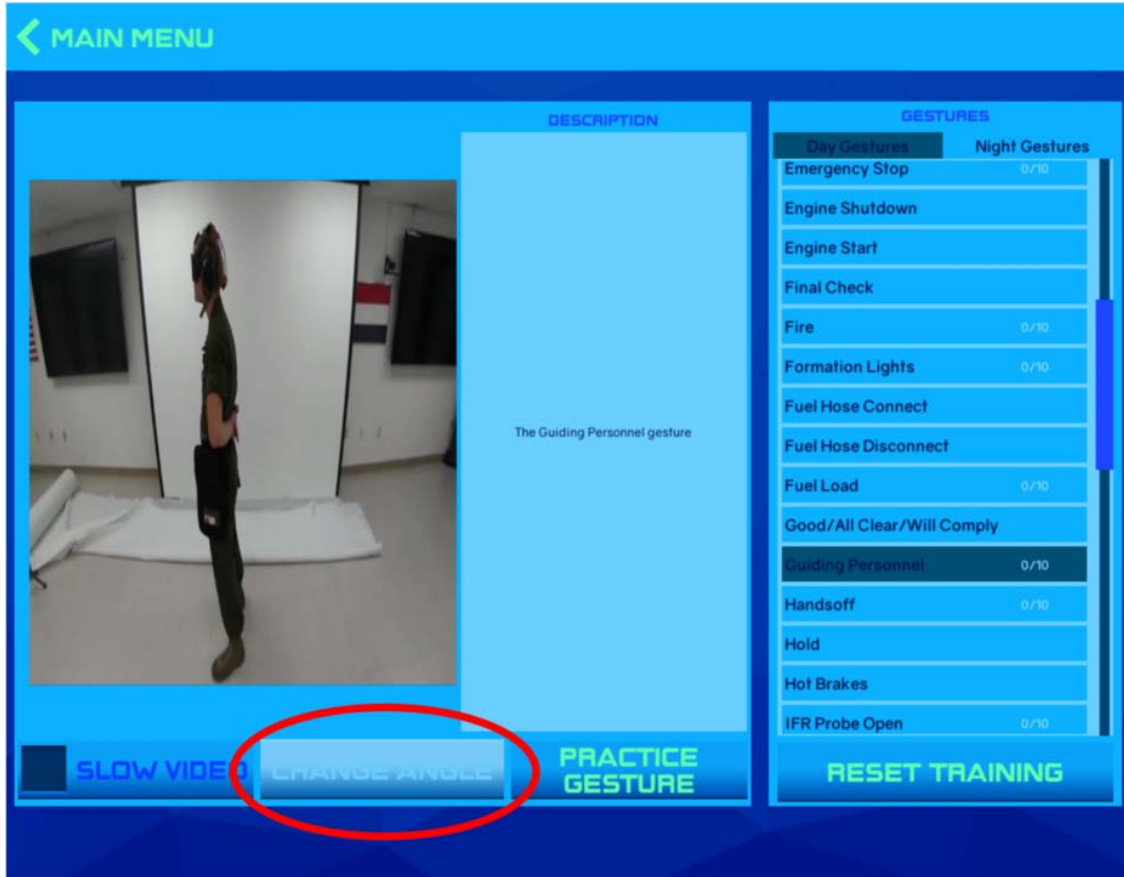 MAIN MENU
DESCRIPTION
The Guiding Personnel gesture
SLOW VIDEO
CHANGE ANGLE
PRACTICE
GESTURE
GESTURES
Day Gestures Night Gestures
Emergency Stop 0/10
Engine Shutdown
Engine Start
Final Check
Fire 0/10
Formation Lights 0/10
Fuel Hose Connect
Fuel Hose Disconnect
Fuel Load 0/10
Good/All Clear/Will Comply
Guiding Personnel 0/10
Handsoff 0/10
Hold
Hot Brakes
IFR Probe Open 0/10
RESET TRAINING